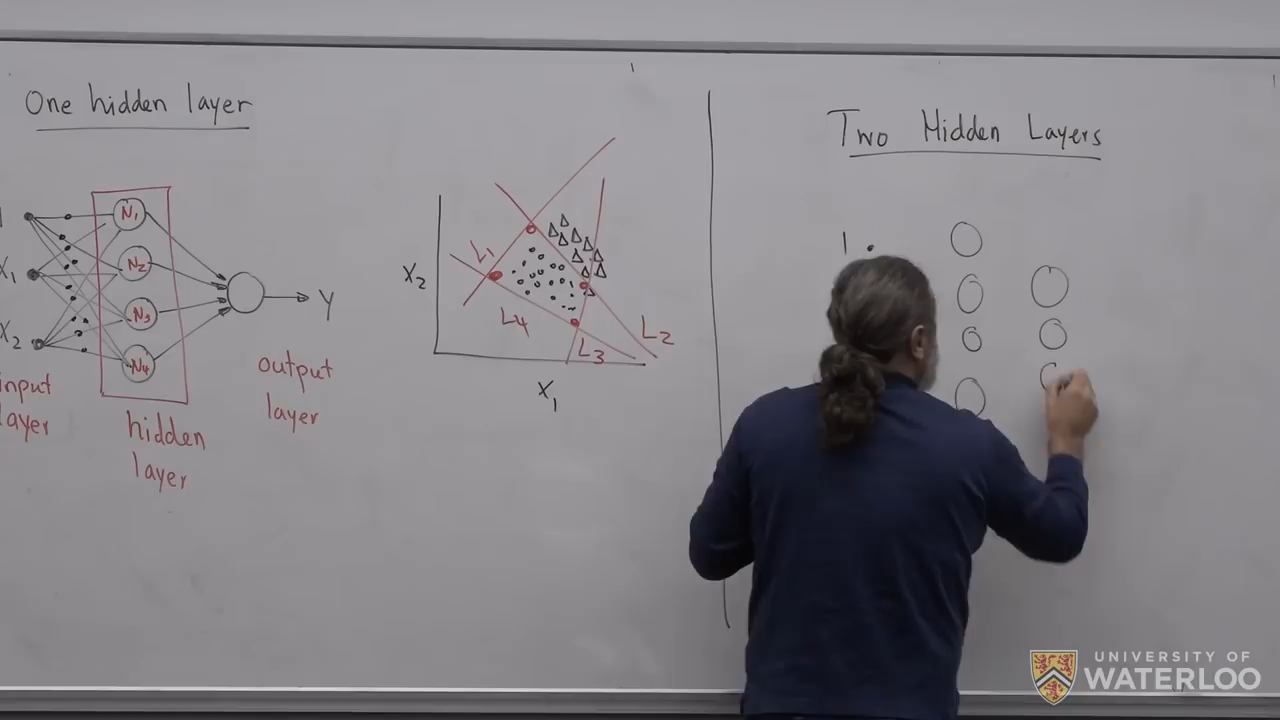 One hidden layer
1
X1
X2
N1
N2
N3
N4
Y
input
layer
hidden
layer
output
layer
X2
X1
L1
L2
L3
L4
Two Hidden Layers
1
UNIVERSITY OF
WATERLOO